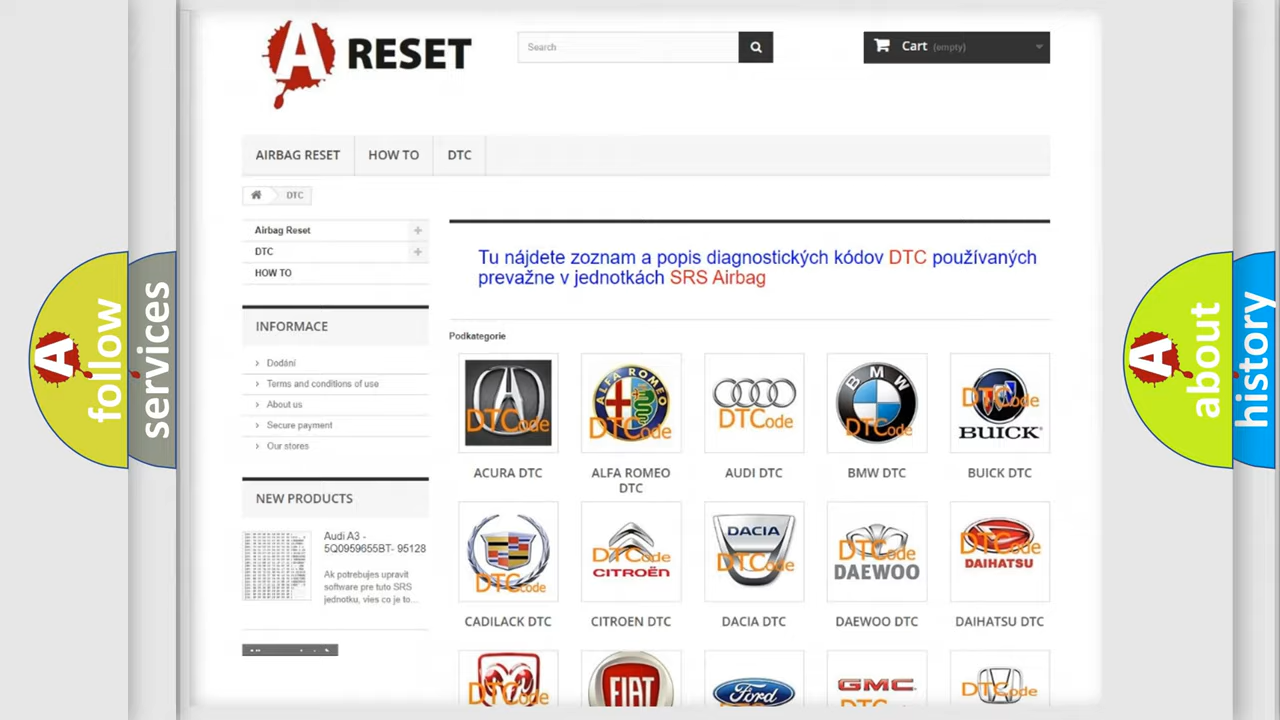 A RESET
Search
Cart (empty)
AIRBAG RESET
HOW TO
DTC
DTC
Airbag Reset
DTC
HOW TO
INFORMACE
Dodání
Terms and conditions of use
About us
Secure payment
Our stores
NEW PRODUCTS
Audi A3 -
5Q0959655BT- 95128
Ak potrebujes upravit
software pre tuto SRS
jednotku, vies co je to...
Tu nájdete zoznam a popis diagnostických kódov DTC používaných
prevažne v jednotkách SRS Airbag
Podkategorie
DTCode
ALFA ROMEO
DTCode
DTCode
BMW
DTCode
DTCode
BUICK
ACURA DTC
ALFA ROMEO
DTC
AUDI DTC
BMW DTC
BUICK DTC
DTCode
DTCode
CITROËN
DACIA
DTCode
DTCode
DAEWOO
DTCode
DAIHATSU
CADILACK DTC
CITROEN DTC
DACIA DTC
DAEWOO DTC
DAIHATSU DTC
DTCode
FIAT
Ford
GMC
DTCode
A follow
services
A about
history